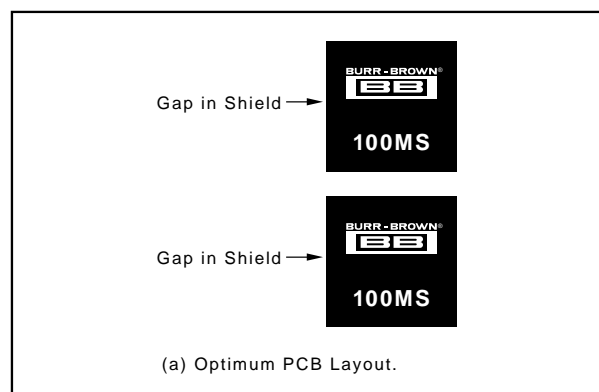 BURR-BROWN®
BB
Gap in Shield
100MS
BURR-BROWN®
BB
Gap in Shield
100MS
(a) Optimum PCB Layout.